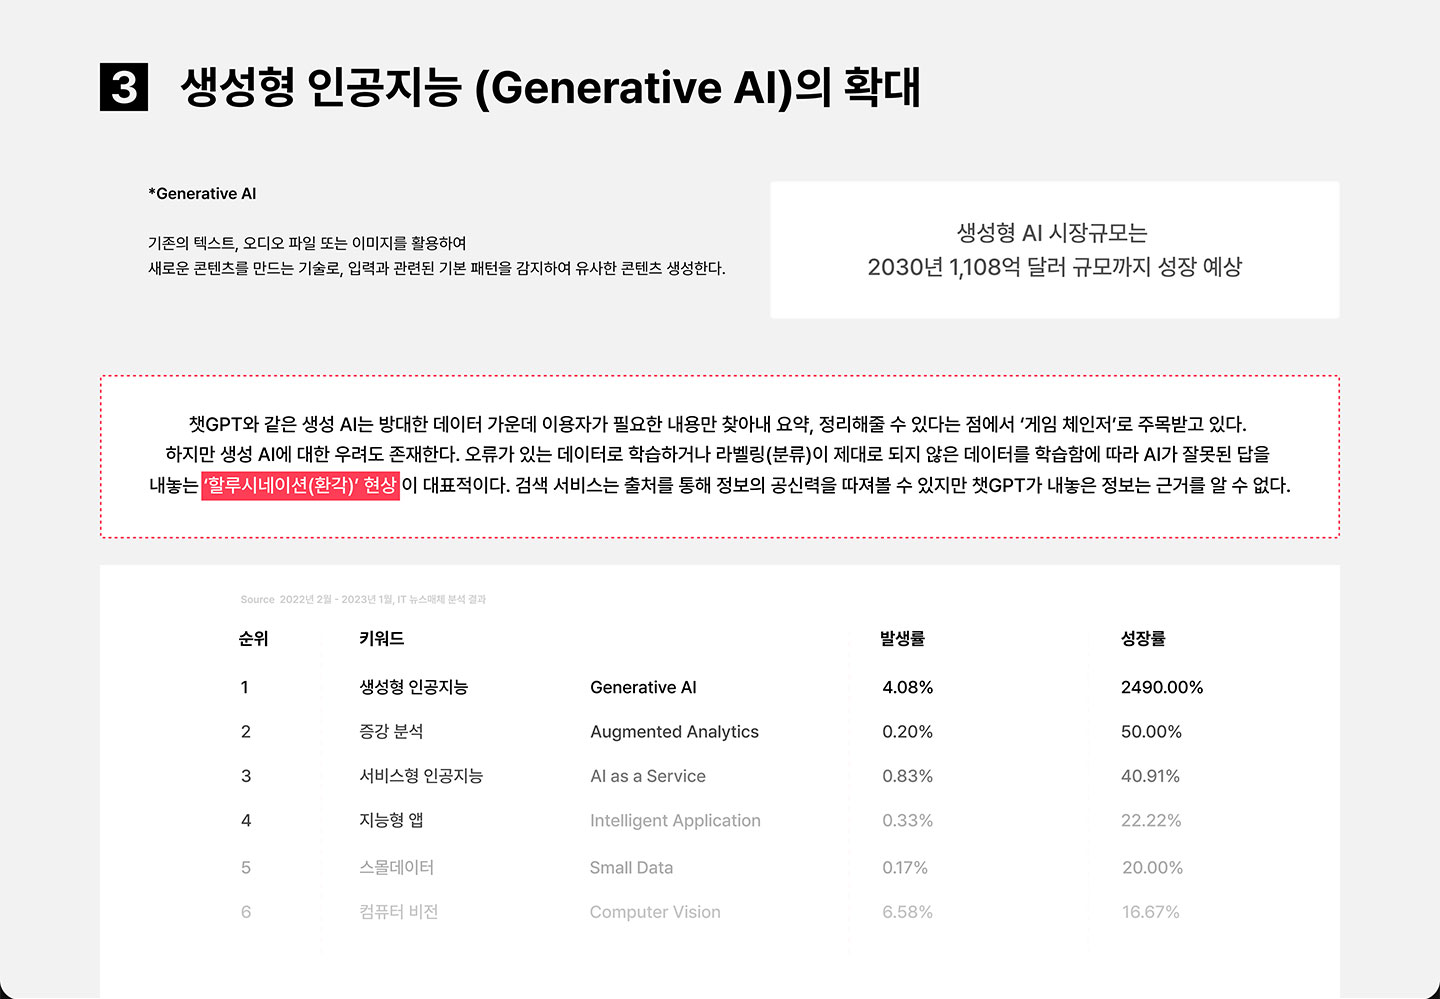 3 생성형 인공지능 (Generative AI)의 확대
*Generative AI
기존의 텍스트, 오디오 파일 또는 이미지를 활용하여
새로운 콘텐츠를 만드는 기술로, 입력과 관련된 기본 패턴을 감지하여 유사한 콘텐츠 생성한다.
생성형 AI 시장규모는
2030년 1,108억 달러 규모까지 성장 예상
챗GPT와 같은 생성 AI는 방대한 데이터 가운데 이용자가 필요한 내용만 찾아내 요약, 정리해줄 수 있다는 점에서 ‘게임 체인저’로 주목받고 있다.
하지만 생성 AI에 대한 우려도 존재한다. 오류가 있는 데이터로 학습하거나 라벨링(분류)이 제대로 되지 않은 데이터를 학습함에 따라 AI가 잘못된 답을
내놓는 ‘할루시네이션(환각)’ 현상이 대표적이다. 검색 서비스는 출처를 통해 정보의 공신력을 따져볼 수 있지만 챗GPT가 내놓은 정보는 근거를 알 수 없다.
Source 2022년 2월 - 2023년 1월, IT 뉴스매체 분석 결과
순위 키워드 발생률 성장률
1 생성형 인공지능 Generative AI 4.08% 2490.00%
2 증강 분석 Augmented Analytics 0.20% 50.00%
3 서비스형 인공지능 AI as a Service 0.83% 40.91%
4 지능형 앱 Intelligent Application 0.33% 22.22%
5 스몰데이터 Small Data 0.17% 20.00%
6 컴퓨터 비전 Computer Vision 6.58% 16.67%